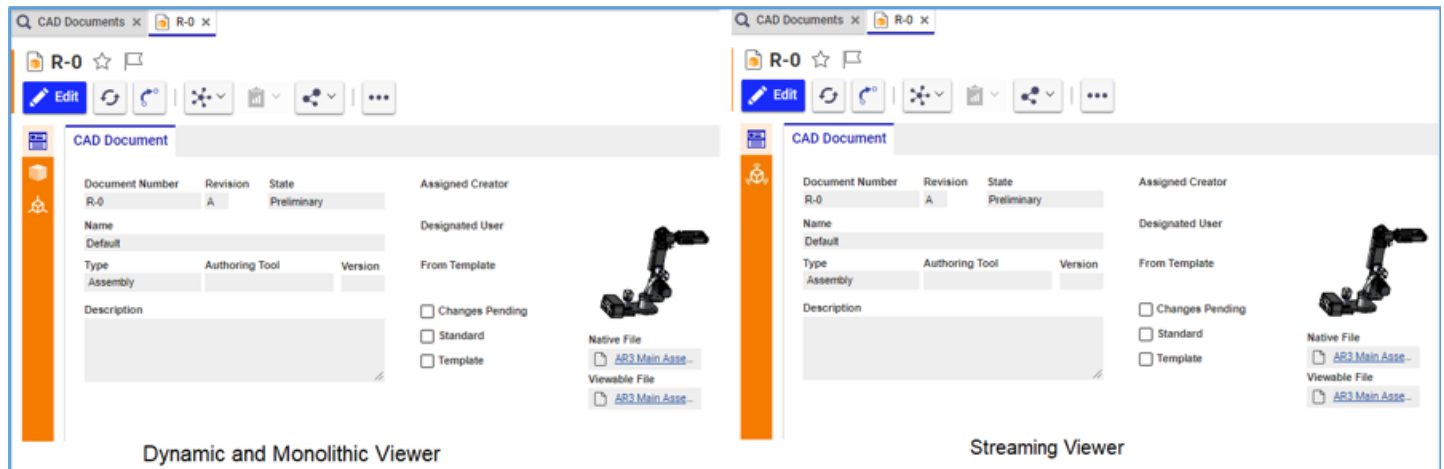 CAD Documents × R-0 ×
R-0
Edit
CAD Document
Document Number Revision State Assigned Creator
R-0 A Preliminary
Name Designated User
Default
Type Authoring Tool Version From Template
Assembly
Description Changes Pending
Standard
Template
Native File
AR3 Main Asse...
Viewable File
AR3 Main Asse...
Dynamic and Monolithic Viewer
CAD Documents × R-0 ×
R-0
Edit
CAD Document
Document Number Revision State Assigned Creator
R-0 A Preliminary
Name Designated User
Default
Type Authoring Tool Version From Template
Assembly
Description Changes Pending
Standard
Template
Native File
AR3 Main Asse...
Viewable File
AR3 Main Asse...
Streaming Viewer